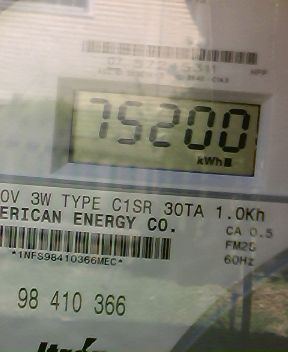 75200
kWh
0V 3W TYPE C1SR 30TA 1.0Kh
ERICAN ENERGY CO.
CA 0.5
FM2S
60Hz
*1NFS98410366MEC*
98 410 366
Itron